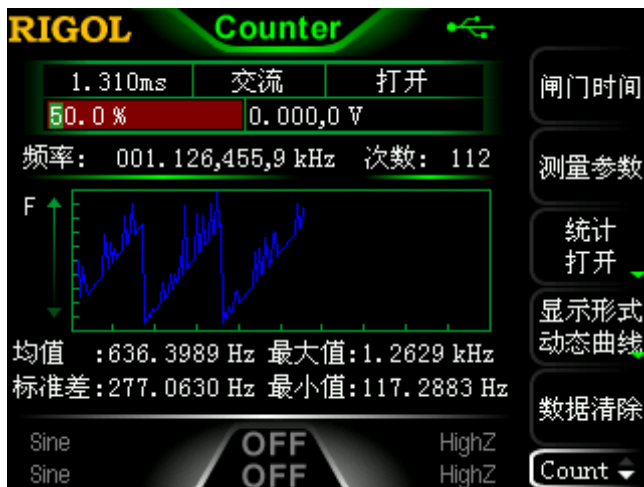 RIGOL Counter
1.310ms 交流 打开
50.0 % 0.000,0 V
频率: 001.126,455,9 kHz 次数: 112
F
均值 :636.3989 Hz 最大值:1.2629 kHz
标准差:277.0630 Hz 最小值:117.2883 Hz
Sine OFF HighZ
Sine OFF HighZ
闸门时间
测量参数
统计
打开
显示形式
动态曲线
数据清除
Count